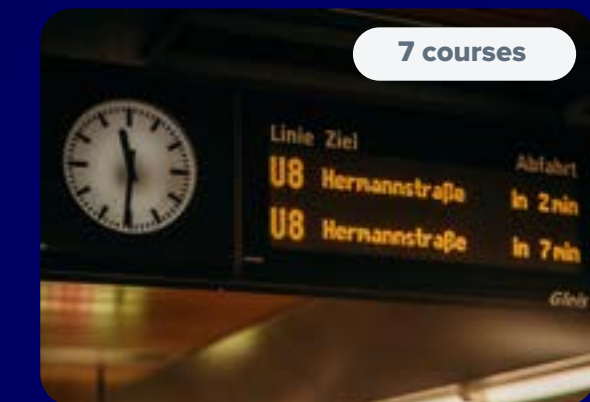 7 courses
Linie Ziel Abfahrt
U8 Hermannstraße in 2 min
U8 Hermannstraße in 7 min
Gleis